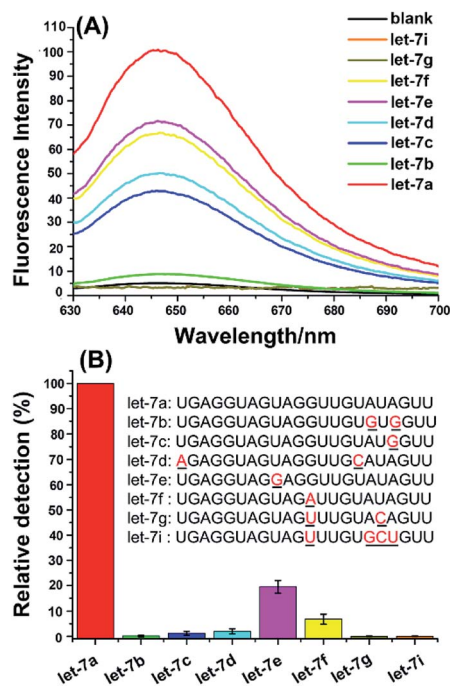 (A)
110
100
90
80
70
60
50
40
30
20
10
0
Fluorescence Intensity
blank
let-7i
let-7g
let-7f
let-7e
let-7d
let-7c
let-7b
let-7a
630 640 650 660 670 680 690 700
Wavelength/nm
(B)
100
90
80
70
60
50
40
30
20
10
0
Relative detection (%)
let-7a: UGAGGUAGUAGGUUGUAUAGUU
let-7b: UGAGGUAGUAGGUUGUGUGGUU
let-7c: UGAGGUAGUAGGUUGUAUGGUU
let-7d: AGAGGUAGUAGGUUGCAUAGUU
let-7e: UGAGGUAGGAGGUUGUAUAGUU
let-7f: UGAGGUAGUAGAUUGUAUAGUU
let-7g: UGAGGUAGUAGUUUGUACAGUU
let-7i : UGAGGUAGUAGUUUGUGCUGUU
let-7a let-7b let-7c let-7d let-7e let-7f let-7g let-7i